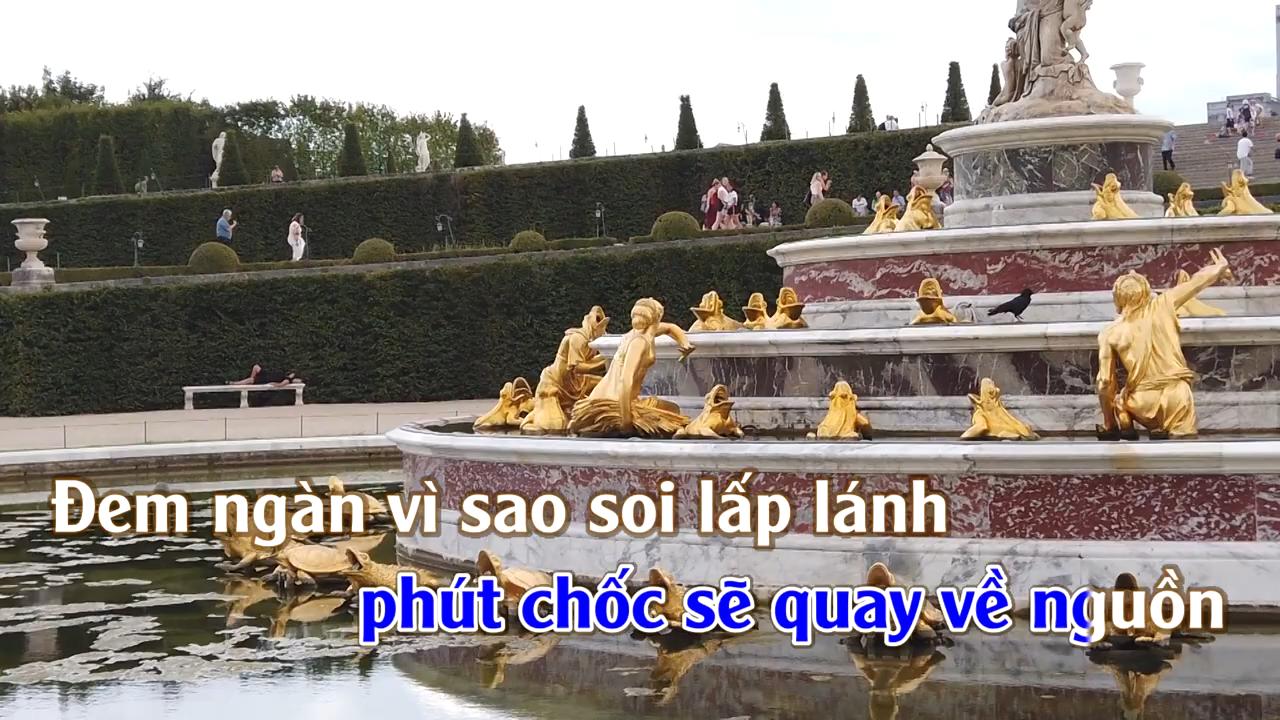 Đem ngàn vì sao soi lấp lánh
phút chốc sẽ quay về nguồn